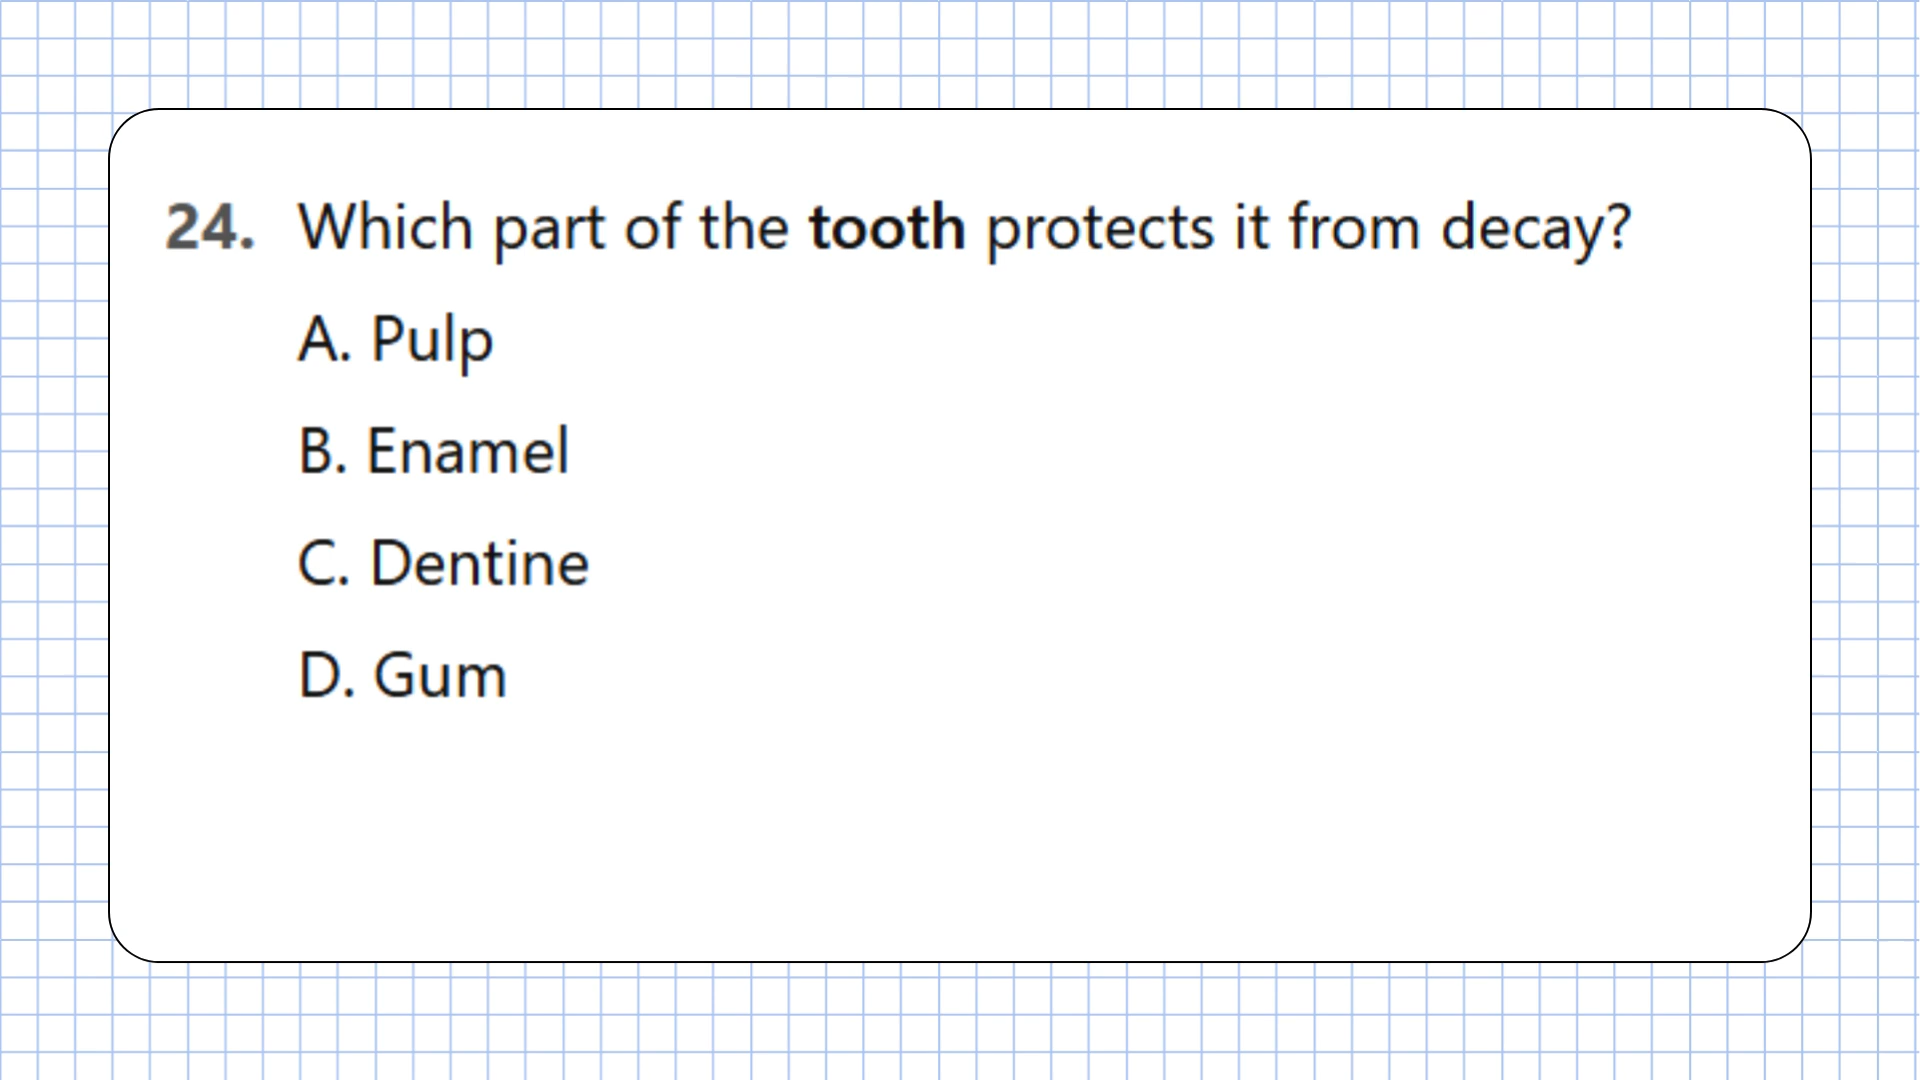 24. Which part of the tooth protects it from decay?
A. Pulp
B. Enamel
C. Dentine
D. Gum